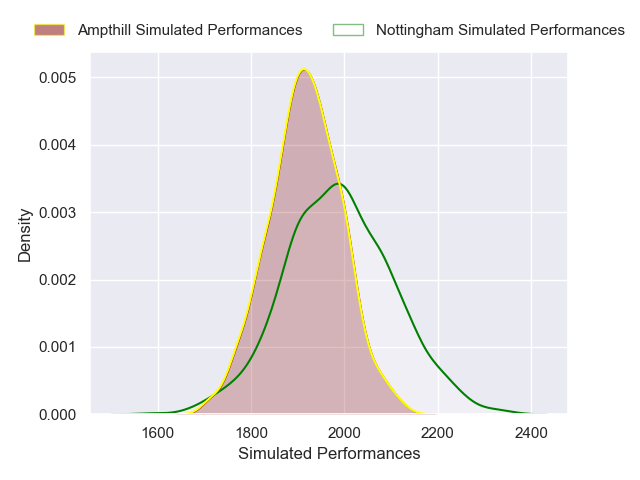 Ampthill Simulated Performances Nottingham Simulated Performances
0.005
0.004
0.003
0.002
0.001
0.000
Density
1600 1800 2000 2200 2400
Simulated Performances